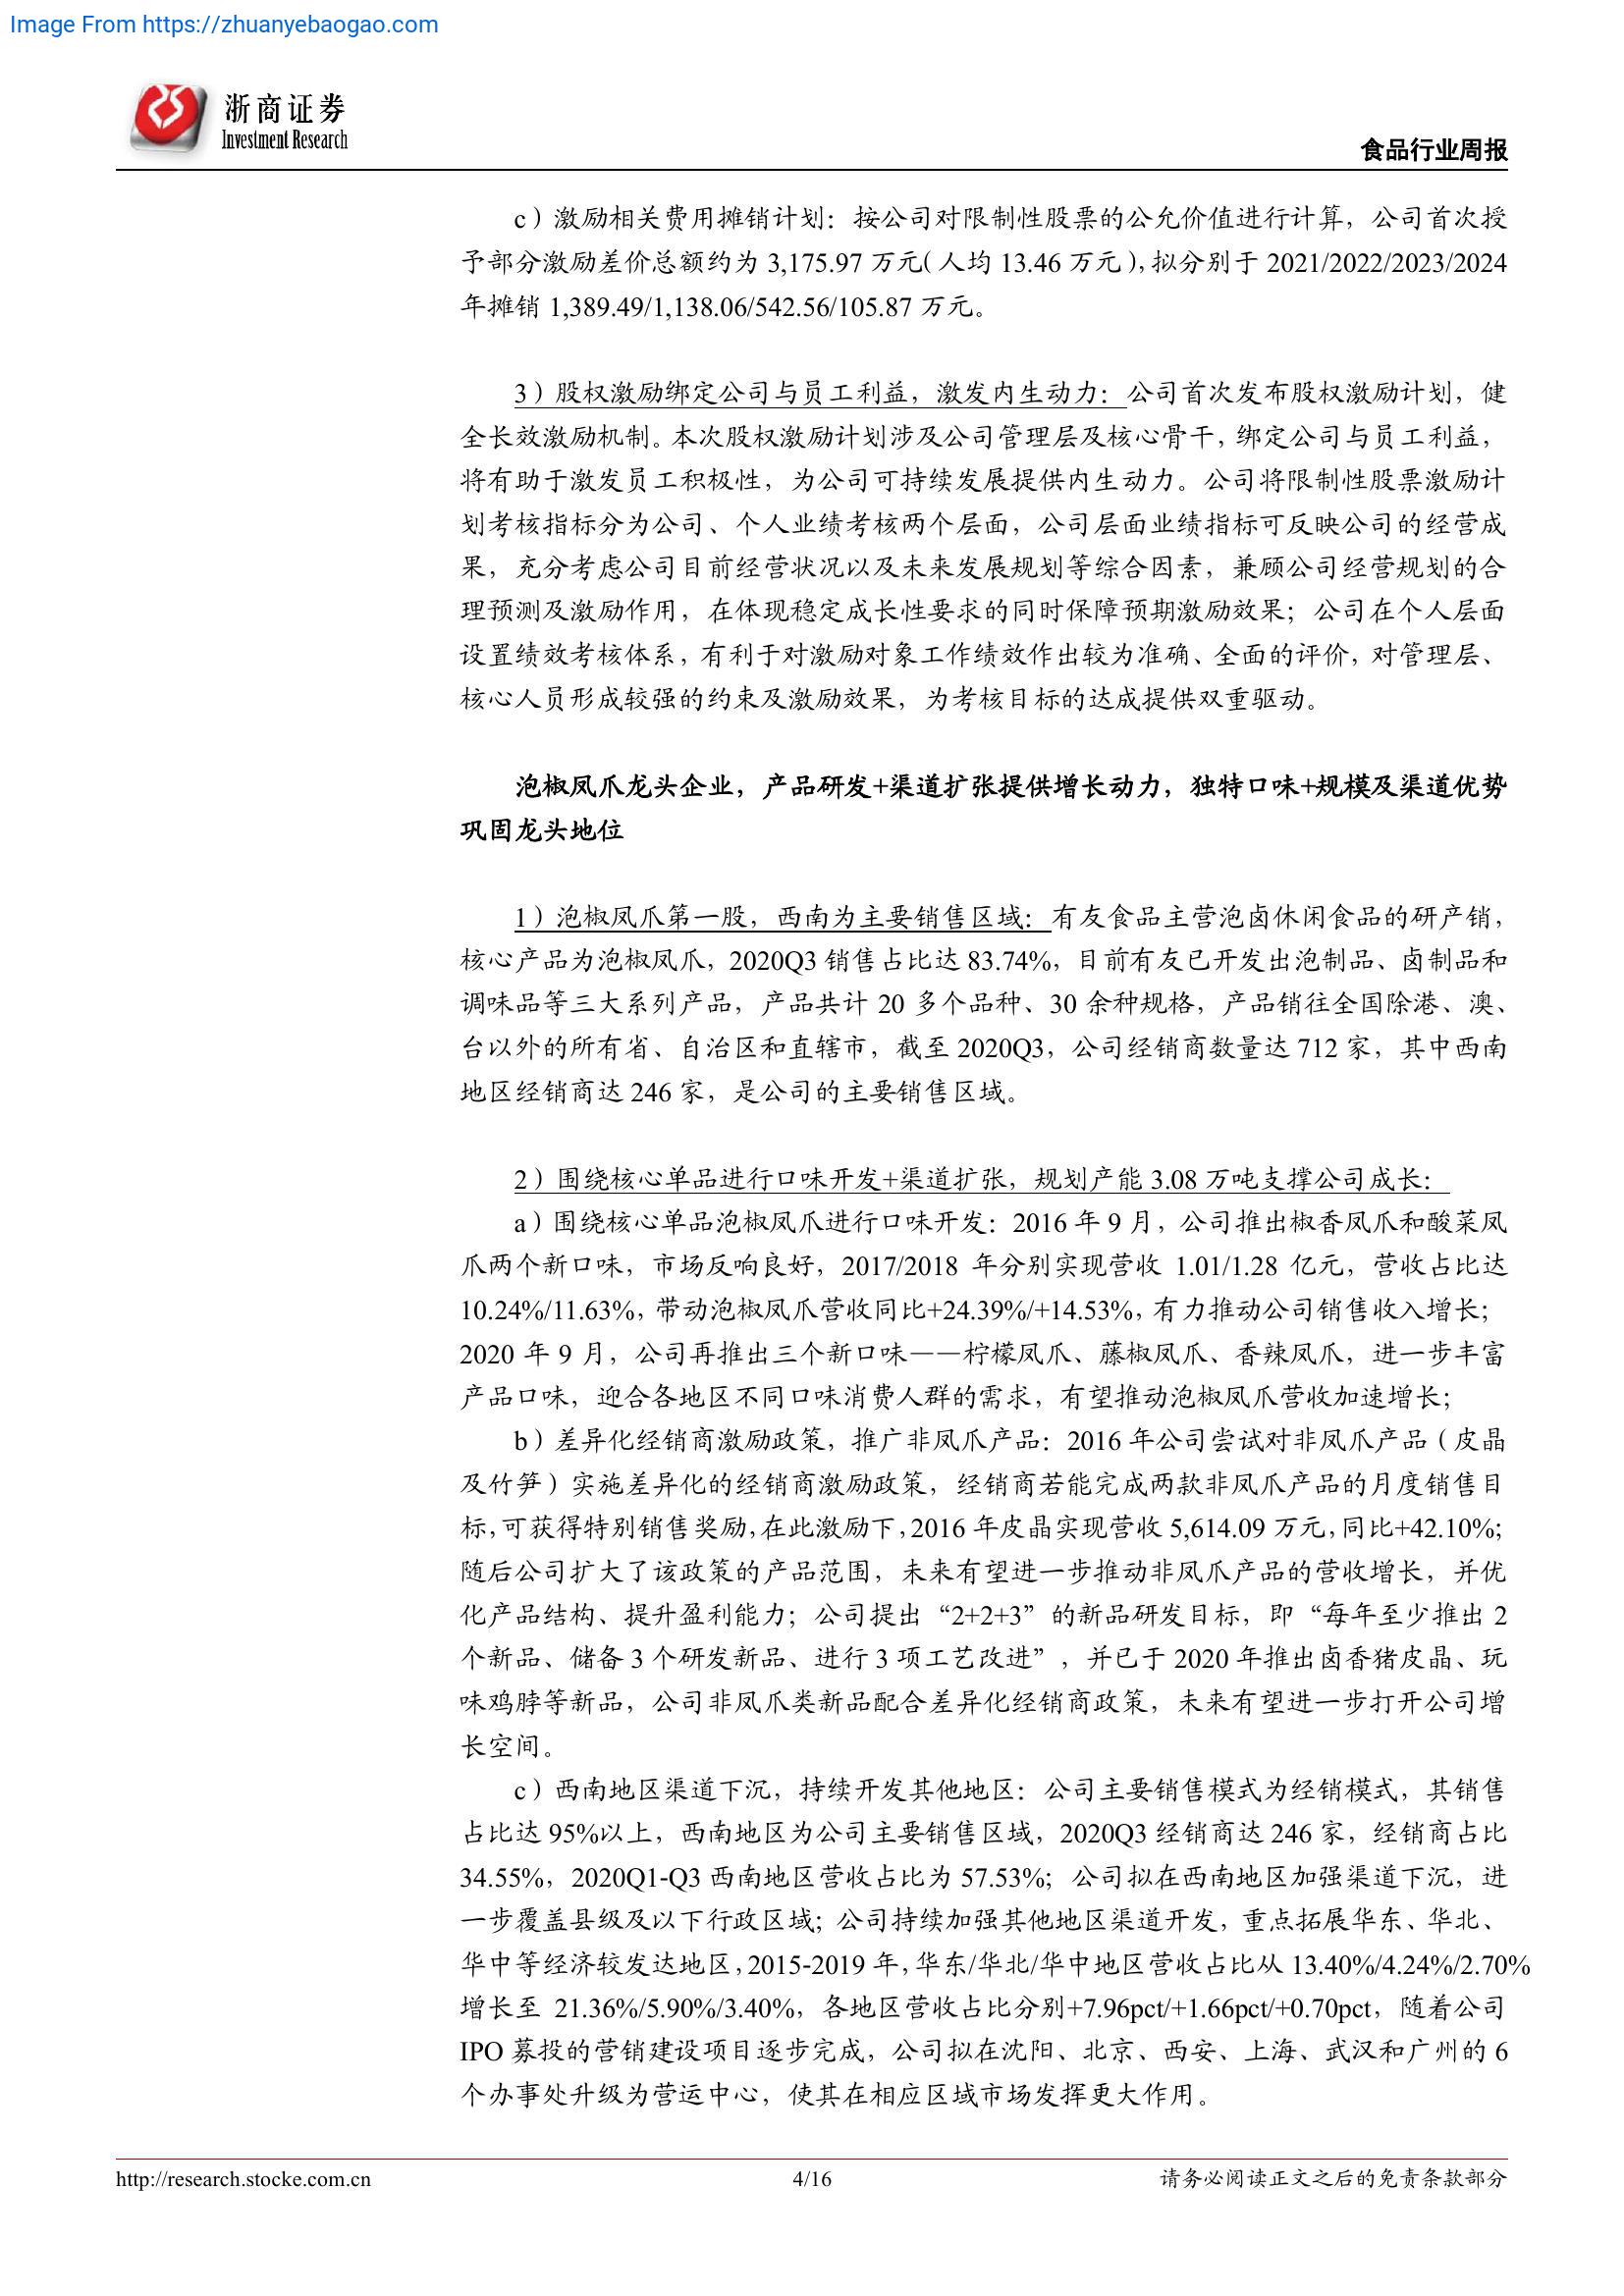 Image From https://zhuanyebaogao.com
浙商证券
Investment Research
食品行业周报
c）激励相关费用摊销计划：按公司对限制性股票的公允价值进行计算，公司首次授
予部分激励差价总额约为 3,175.97 万元（人均 13.46 万元），拟分别于 2021/2022/2023/2024
年摊销 1,389.49/1,138.06/542.56/105.87 万元。
3）股权激励绑定公司与员工利益，激发内生动力：公司首次发布股权激励计划，健
全长效激励机制。本次股权激励计划涉及公司管理层及核心骨干，绑定公司与员工利益，
将有助于激发员工积极性，为公司可持续发展提供内生动力。公司将限制性股票激励计
划考核指标分为公司、个人业绩考核两个层面，公司层面业绩指标可反映公司的经营成
果，充分考虑公司目前经营状况以及未来发展规划等综合因素，兼顾公司经营规划的合
理预测及激励作用，在体现稳定成长性要求的同时保障预期激励效果；公司在个人层面
设置绩效考核体系，有利于对激励对象工作绩效作出较为准确、全面的评价，对管理层、
核心人员形成较强的约束及激励效果，为考核目标的达成提供双重驱动。
泡椒凤爪龙头企业，产品研发+渠道扩张提供增长动力，独特口味+规模及渠道优势
巩固龙头地位
1）泡椒凤爪第一股，西南为主要销售区域：有友食品主营泡卤休闲食品的研产销，
核心产品为泡椒凤爪，2020Q3 销售占比达 83.74%，目前有友已开发出泡制品、卤制品和
调味品等三大系列产品，产品共计 20 多个品种、30 余种规格，产品销往全国除港、澳、
台以外的所有省、自治区和直辖市，截至 2020Q3，公司经销商数量达 712 家，其中西南
地区经销商达 246 家，是公司的主要销售区域。
2）围绕核心单品进行口味开发+渠道扩张，规划产能 3.08 万吨支撑公司成长：
a）围绕核心单品泡椒凤爪进行口味开发：2016 年 9 月，公司推出椒香凤爪和酸菜凤
爪两个新口味，市场反响良好，2017/2018 年分别实现营收 1.01/1.28 亿元，营收占比达
10.24%/11.63%，带动泡椒凤爪营收同比+24.39%/+14.53%，有力推动公司销售收入增长；
2020 年 9 月，公司再推出三个新口味——柠檬凤爪、藤椒凤爪、香辣凤爪，进一步丰富
产品口味，迎合各地区不同口味消费人群的需求，有望推动泡椒凤爪营收加速增长；
b）差异化经销商激励政策，推广非凤爪产品：2016 年公司尝试对非凤爪产品（皮晶
及竹笋）实施差异化的经销商激励政策，经销商若能完成两款非凤爪产品的月度销售目
标，可获得特别销售奖励，在此激励下，2016 年皮晶实现营收 5,614.09 万元，同比+42.10%；
随后公司扩大了该政策的产品范围，未来有望进一步推动非凤爪产品的营收增长，并优
化产品结构、提升盈利能力；公司提出“2+2+3”的新品研发目标，即“每年至少推出 2
个新品、储备 3 个研发新品、进行 3 项工艺改进”，并已于 2020 年推出卤香猪皮晶、玩
味鸡脖等新品，公司非凤爪类新品配合差异化经销商政策，未来有望进一步打开公司增
长空间。
c）西南地区渠道下沉，持续开发其他地区：公司主要销售模式为经销模式，其销售
占比达 95%以上，西南地区为公司主要销售区域，2020Q3 经销商达 246 家，经销商占比
34.55%，2020Q1-Q3 西南地区营收占比为 57.53%；公司拟在西南地区加强渠道下沉，进
一步覆盖县级及以下行政区域；公司持续加强其他地区渠道开发，重点拓展华东、华北、
华中等经济较发达地区，2015-2019 年，华东/华北/华中地区营收占比从 13.40%/4.24%/2.70%
增长至 21.36%/5.90%/3.40%，各地区营收占比分别+7.96pct/+1.66pct/+0.70pct，随着公司
IPO 募投的营销建设项目逐步完成，公司拟在沈阳、北京、西安、上海、武汉和广州的 6
个办事处升级为营运中心，使其在相应区域市场发挥更大作用。
http://research.stocke.com.cn
4/16
请务必阅读正文之后的免责条款部分